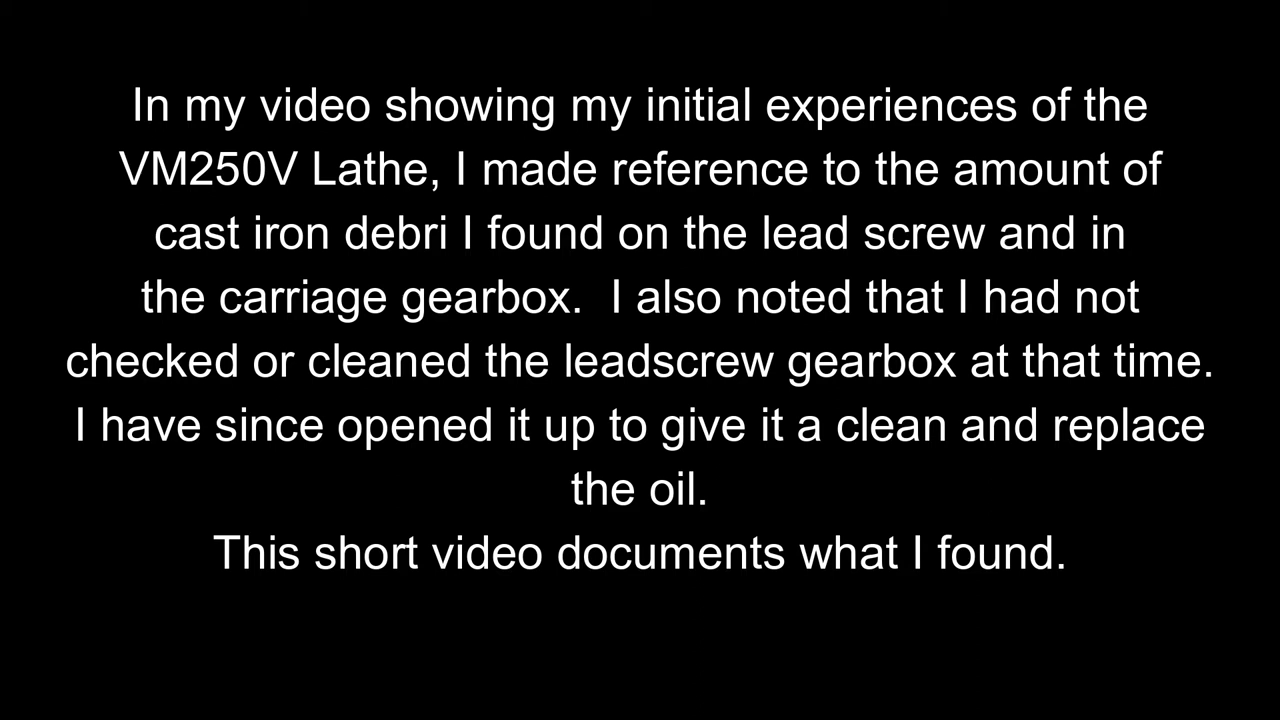 In my video showing my initial experiences of the
VM250V Lathe, I made reference to the amount of
cast iron debri I found on the lead screw and in
the carriage gearbox.  I also noted that I had not
checked or cleaned the leadscrew gearbox at that time.
I have since opened it up to give it a clean and replace
the oil.
This short video documents what I found.